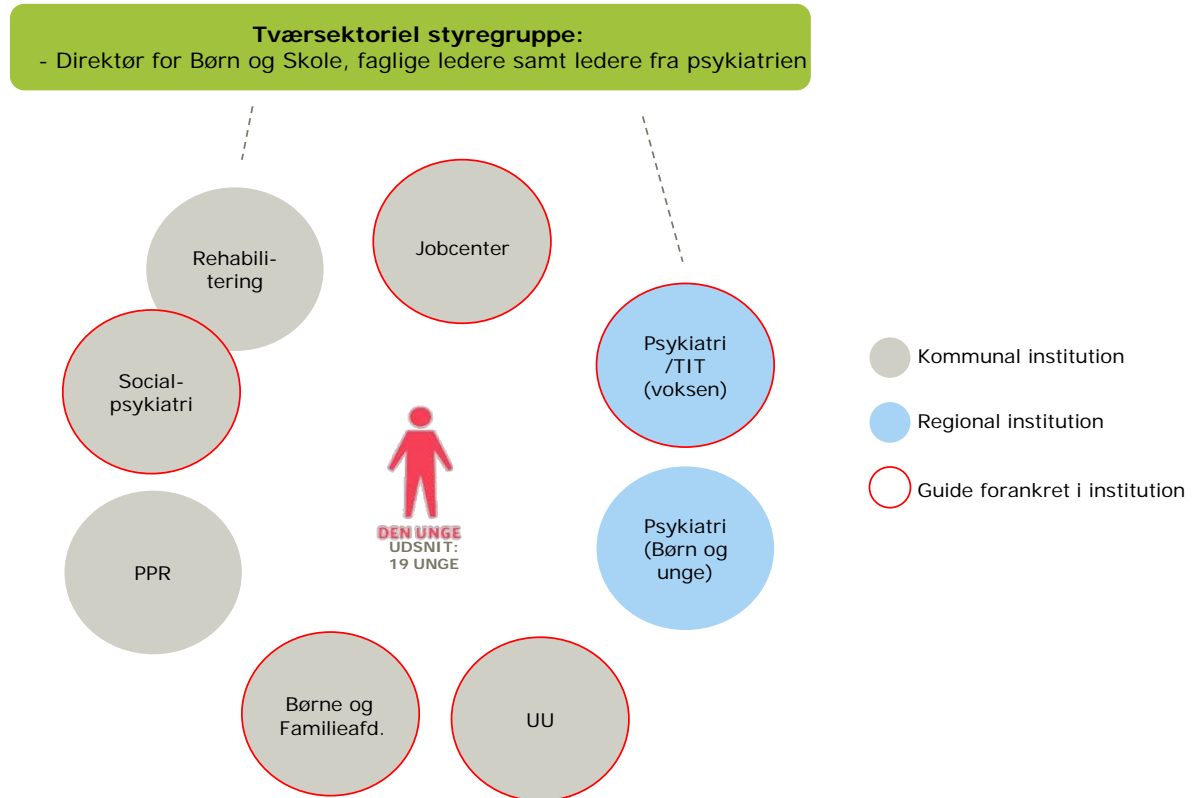 Tværsektoriel styregruppe:
- Direktør for Børn og Skole, faglige ledere samt ledere fra psykiatrien
Rehabili-
tering
Jobcenter
Social-
psykiatri
Psykiatri
/TIT
(voksen)
PPR
DEN UNGE
UDSNIT:
19 UNGE
Psykiatri
(Børn og
unge)
Børne og
Familieafd.
UU
Kommunal institution
Regional institution
Guide forankret i institution